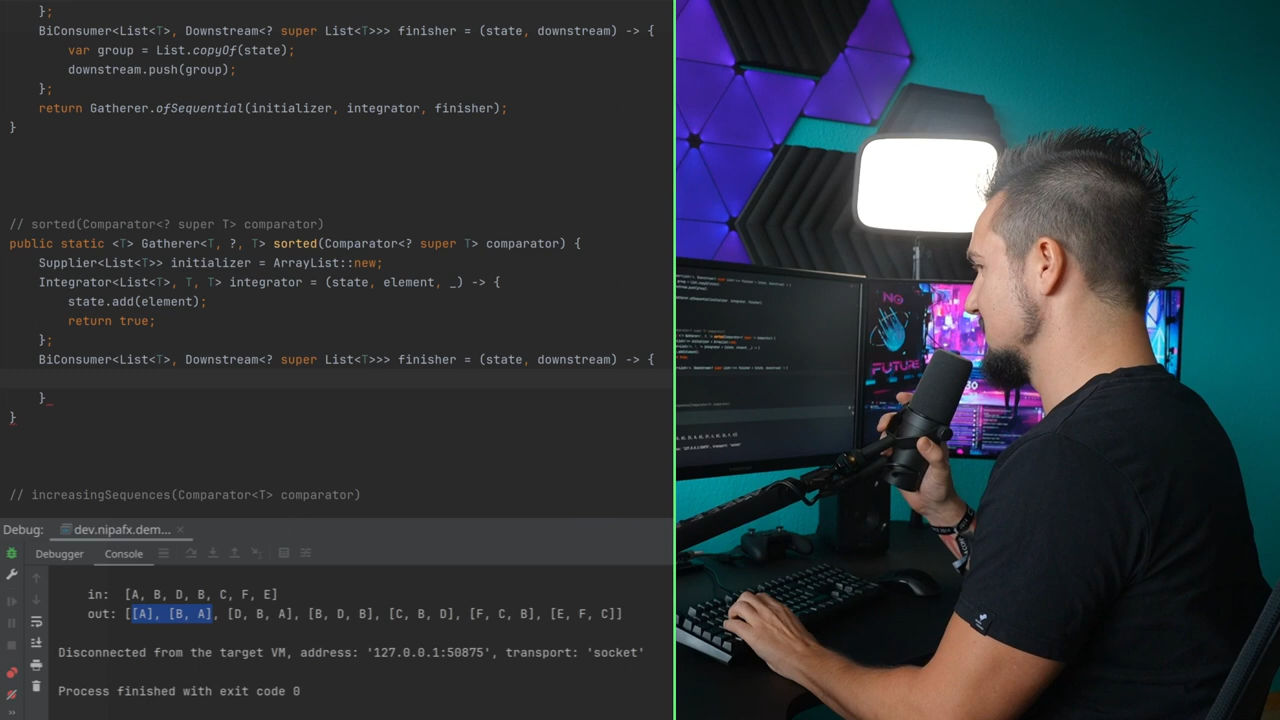 };
BiConsumer<List<T>, Downstream<? super List<T>>> finisher = (state, downstream) -> {
var group = List.copyOf(state);
downstream.push(group);
};
return Gatherer.ofSequential(initializer, integrator, finisher);
}
// sorted(Comparator<? super T> comparator)
public static <T> Gatherer<T, ?, T> sorted(Comparator<? super T> comparator) {
Supplier<List<T>> initializer = ArrayList::new;
Integrator<List<T>, T, T> integrator = (state, element, _) -> {
state.add(element);
return true;
};
BiConsumer<List<T>, Downstream<? super List<T>>> finisher = (state, downstream) -> {
}
}
// increasingSequences(Comparator<T> comparator)
Debug: dev.nipafx.dem... ×
Debugger Console
in: [A, B, D, B, C, F, E]
out: [[A], [B, A], [D, B, A], [B, D, B], [C, B, D], [F, C, B], [E, F, C]]
Disconnected from the target VM, address: '127.0.0.1:50875', transport: 'socket'
Process finished with exit code 0
NO
FUTURE